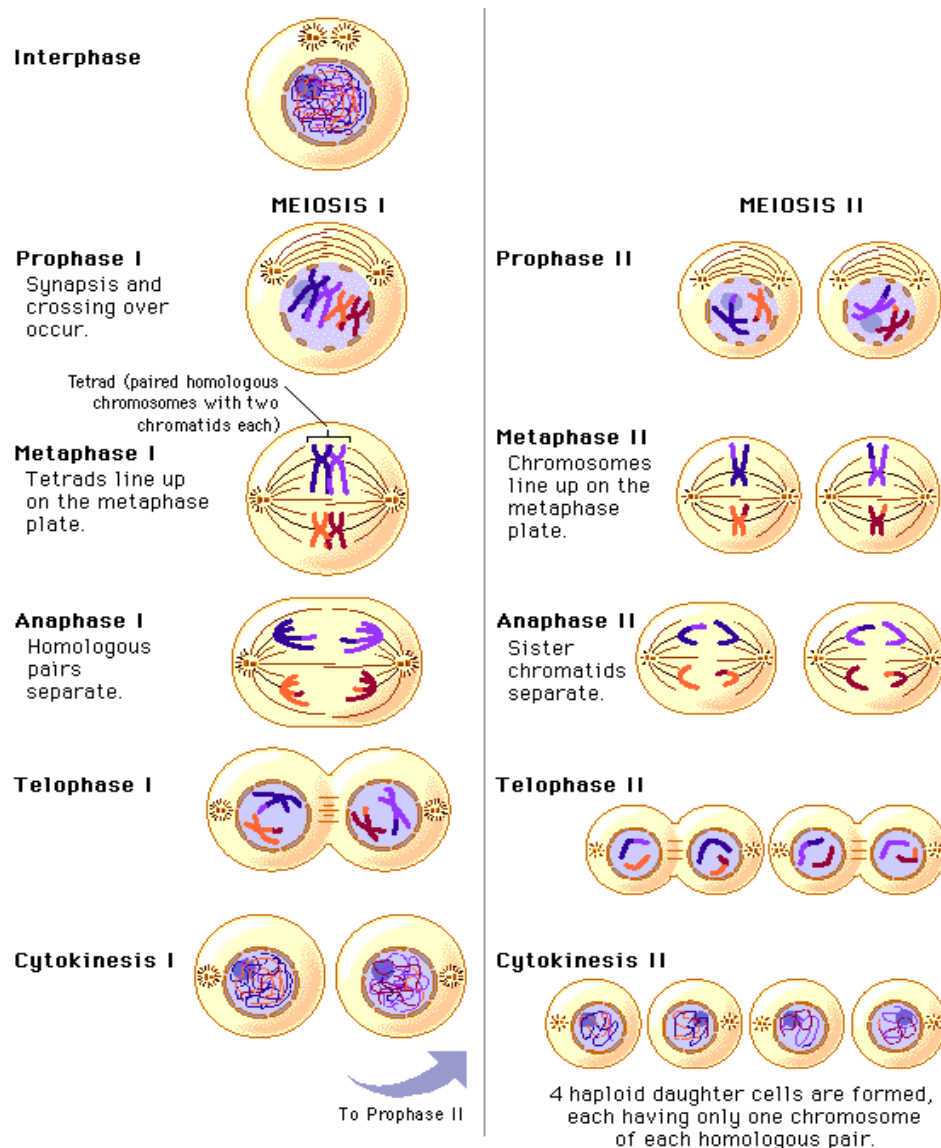 Interphase
MEIOSIS I
Prophase I
Synapsis and
crossing over
occur.
Tetrad (paired homologous
chromosomes with two
chromatids each)
Metaphase I
Tetrads line up
on the metaphase
plate.
Anaphase I
Homologous
pairs
separate.
Telophase I
Cytokinesis I
To Prophase II
MEIOSIS II
Prophase II
Metaphase II
Chromosomes
line up on the
metaphase
plate.
Anaphase II
Sister
chromatids
separate.
Telophase II
Cytokinesis II
4 haploid daughter cells are formed,
each having only one chromosome
of each homologous pair.